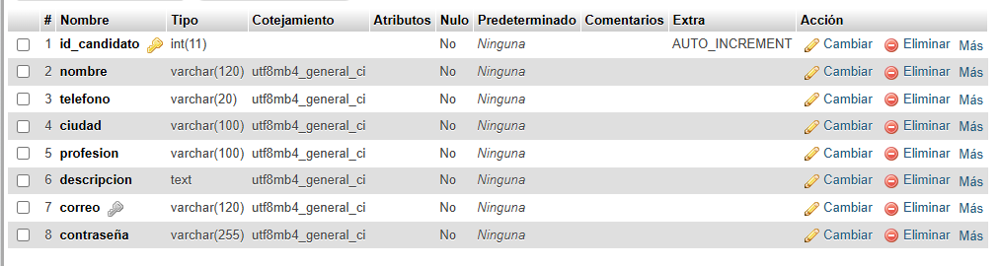 # Nombre Tipo Cotejamiento Atributos Nulo Predeterminado Comentarios Extra Acción
1 id_candidato int(11) No Ninguna AUTO_INCREMENT Cambiar Eliminar Más
2 nombre varchar(120) utf8mb4_general_ci No Ninguna Cambiar Eliminar Más
3 telefono varchar(20) utf8mb4_general_ci No Ninguna Cambiar Eliminar Más
4 ciudad varchar(100) utf8mb4_general_ci No Ninguna Cambiar Eliminar Más
5 profesion varchar(100) utf8mb4_general_ci No Ninguna Cambiar Eliminar Más
6 descripcion text utf8mb4_general_ci No Ninguna Cambiar Eliminar Más
7 correo varchar(120) utf8mb4_general_ci No Ninguna Cambiar Eliminar Más
8 contraseña varchar(255) utf8mb4_general_ci No Ninguna Cambiar Eliminar Más